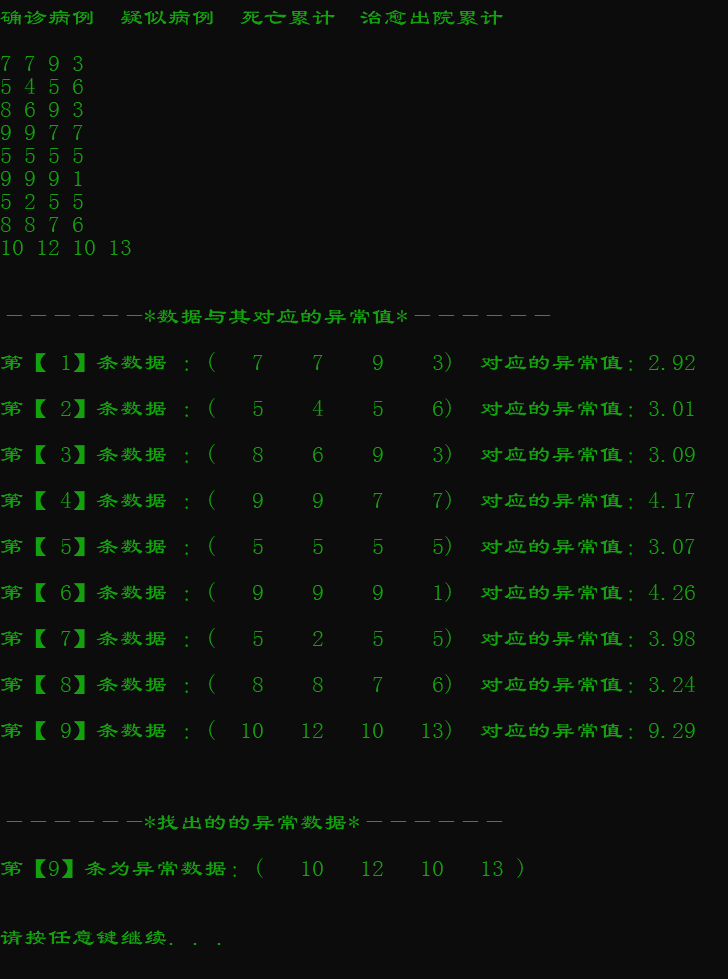 确诊病例  疑似病例  死亡累计  治愈出院累计
7 7 9 3
5 4 5 6
8 6 9 3
9 9 7 7
5 5 5 5
9 9 9 1
5 2 5 5
8 8 7 6
10 12 10 13
——————*数据与其对应的异常值*——————
第【 1】条数据 :(   7    7    9    3)  对应的异常值: 2.92
第【 2】条数据 :(   5    4    5    6)  对应的异常值: 3.01
第【 3】条数据 :(   8    6    9    3)  对应的异常值: 3.09
第【 4】条数据 :(   9    9    7    7)  对应的异常值: 4.17
第【 5】条数据 :(   5    5    5    5)  对应的异常值: 3.07
第【 6】条数据 :(   9    9    9    1)  对应的异常值: 4.26
第【 7】条数据 :(   5    2    5    5)  对应的异常值: 3.98
第【 8】条数据 :(   8    8    7    6)  对应的异常值: 3.24
第【 9】条数据 :(  10   12   10   13)  对应的异常值: 9.29
——————*找出的的异常数据*——————
第【9】条为异常数据: (   10   12   10   13 )
请按任意键继续. . .